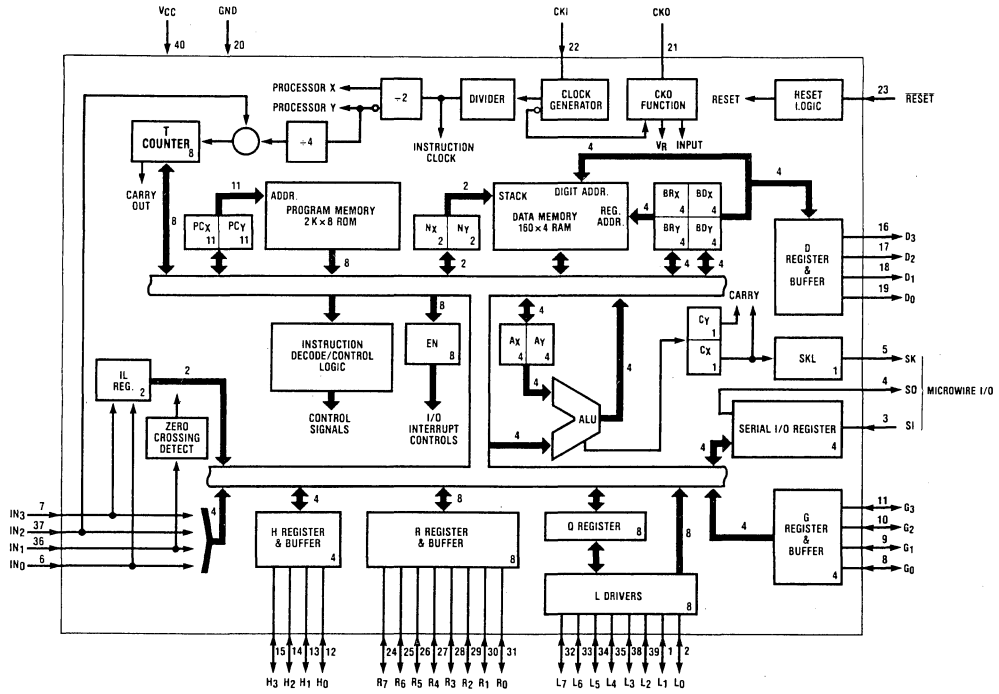 VCC GND CKI CKO
40 20 22 21
PROCESSOR X
PROCESSOR Y
÷2
DIVIDER
CLOCK
GENERATOR
CKO
FUNCTION
RESET
RESET
LOGIC
23
RESET
T
COUNTER
8
÷4
INSTRUCTION
CLOCK
VR INPUT
CARRY
OUT
8
11
ADDR.
PROGRAM MEMORY
2K×8 ROM
PCX PCY
11 11
2
STACK
DIGIT ADDR.
DATA MEMORY
160×4 RAM
REG.
ADDR.
NX NY
2 2
4
4
4
BRX BDX
4 4
BRY BDY
4 4
8
2
4
4
D
REGISTER
&
BUFFER
16 D3
17 D2
18 D1
19 D0
4
INSTRUCTION
DECODE/CONTROL
LOGIC
CONTROL
SIGNALS
8
EN
8
I/O
INTERRUPT
CONTROLS
4
AX AY
4 4
4
4
ALU
4
CARRY
CY
1
CX
1
SKL
1
5 SK
4 SO
3 SI
MICROWIRE I/O
SERIAL I/O REGISTER
4
4
IL
REG.
2
2
ZERO
CROSSING
DETECT
IN3 7
IN2 37
IN1 36
IN0 6
4
4
H REGISTER
& BUFFER
4
8
R REGISTER
& BUFFER
8
Q REGISTER
8
L DRIVERS
8
8
4
G
REGISTER
&
BUFFER
4
11 G3
10 G2
9 G1
8 G0
15 14 13 12
24 25 26 27 28 29 30 31
32 33 34 35 38 39 1 2
H3 H2 H1 H0
R7 R6 R5 R4 R3 R2 R1 R0
L7 L6 L5 L4 L3 L2 L1 L0